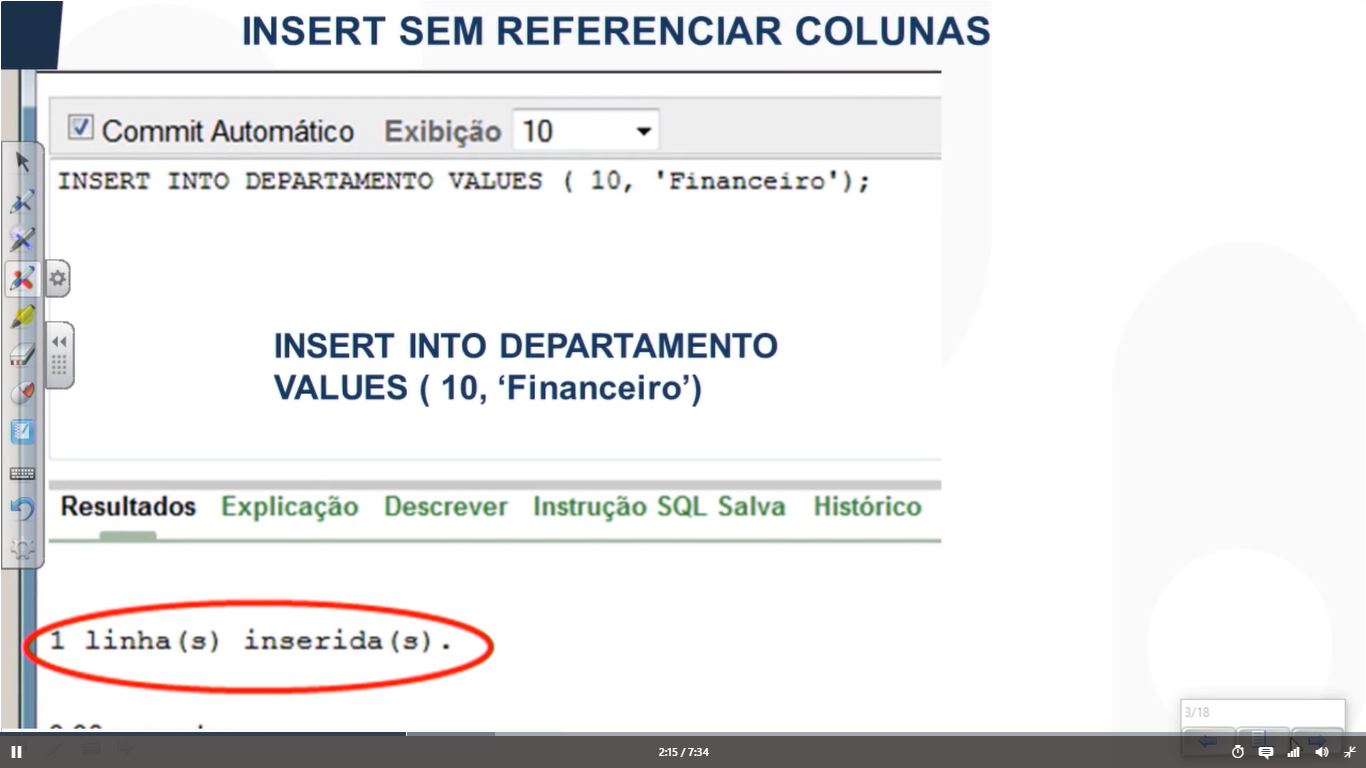 INSERT SEM REFERENCIAR COLUNAS
Commit Automático Exibição 10
INSERT INTO DEPARTAMENTO VALUES ( 10, 'Financeiro');
INSERT INTO DEPARTAMENTO
VALUES ( 10, ‘Financeiro’)
Resultados Explicação Descrever Instrução SQL Salva Histórico
1 linha(s) inserida(s).
3/18
2:15 / 7:34